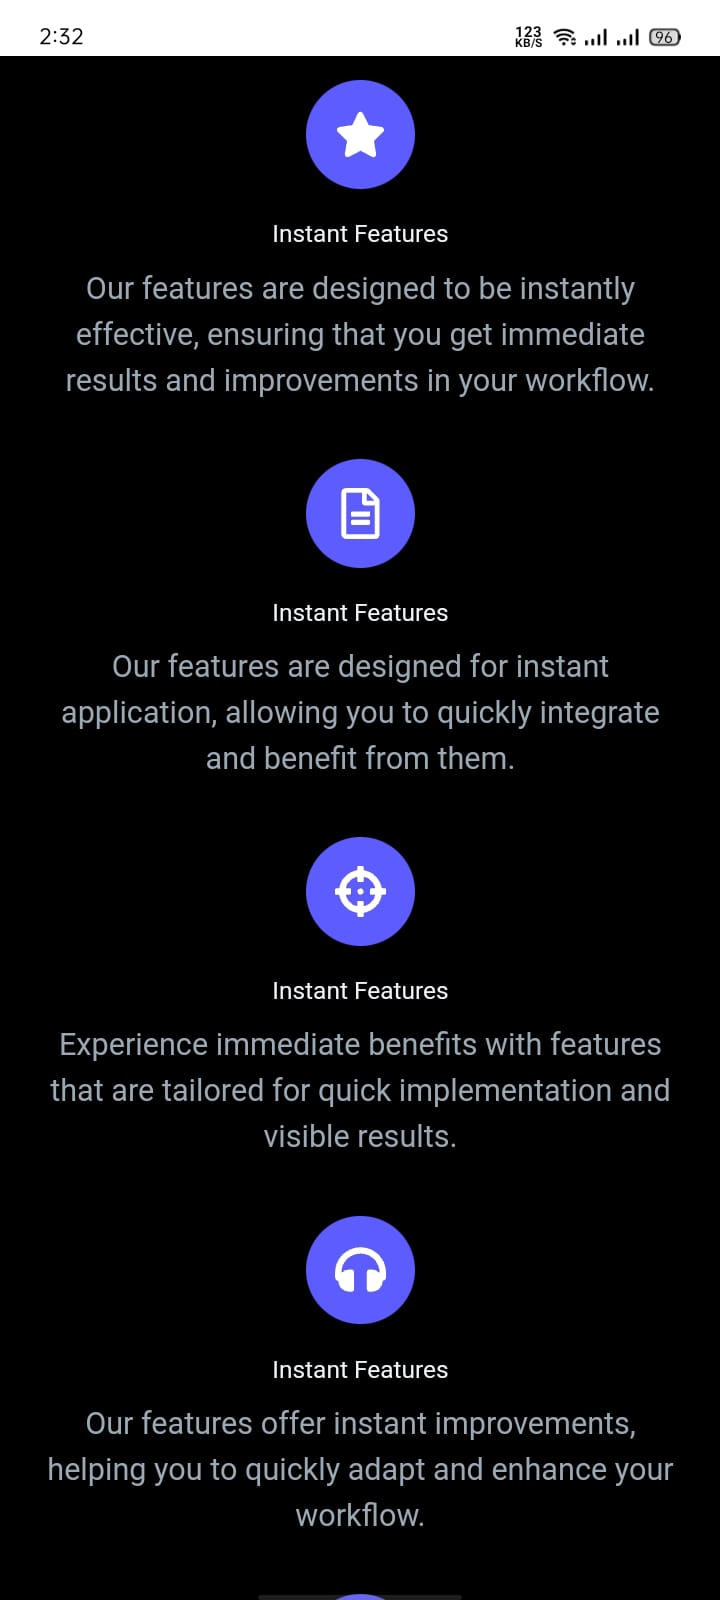 2:32
123
KB/S
96
Instant Features
Our features are designed to be instantly
effective, ensuring that you get immediate
results and improvements in your workflow.
Instant Features
Our features are designed for instant
application, allowing you to quickly integrate
and benefit from them.
Instant Features
Experience immediate benefits with features
that are tailored for quick implementation and
visible results.
Instant Features
Our features offer instant improvements,
helping you to quickly adapt and enhance your
workflow.